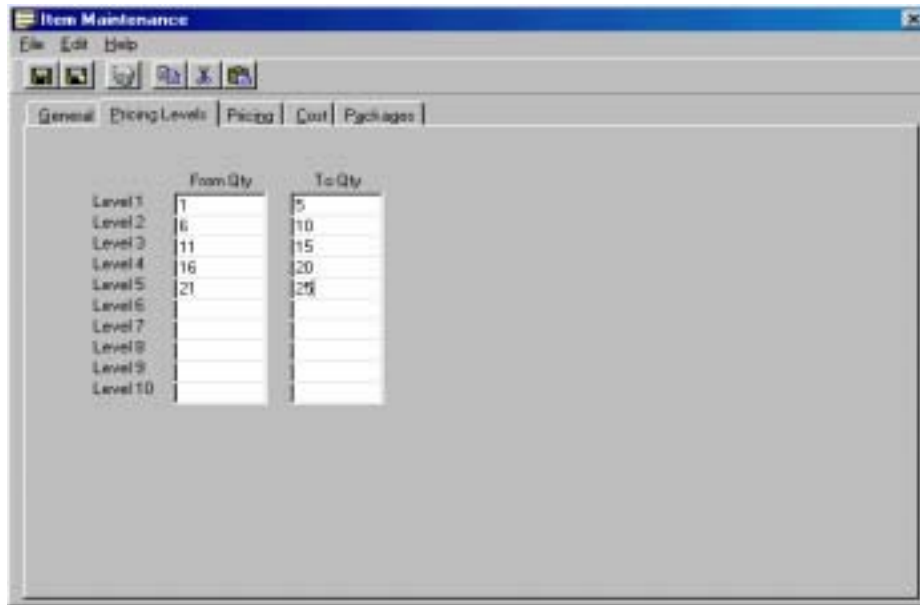 Item Maintenance
File Edit Help
General Pricing Levels Pricing Cost Packages
From Qty To Qty
Level 1 1 5
Level 2 6 10
Level 3 11 15
Level 4 16 20
Level 5 21 25
Level 6
Level 7
Level 8
Level 9
Level 10